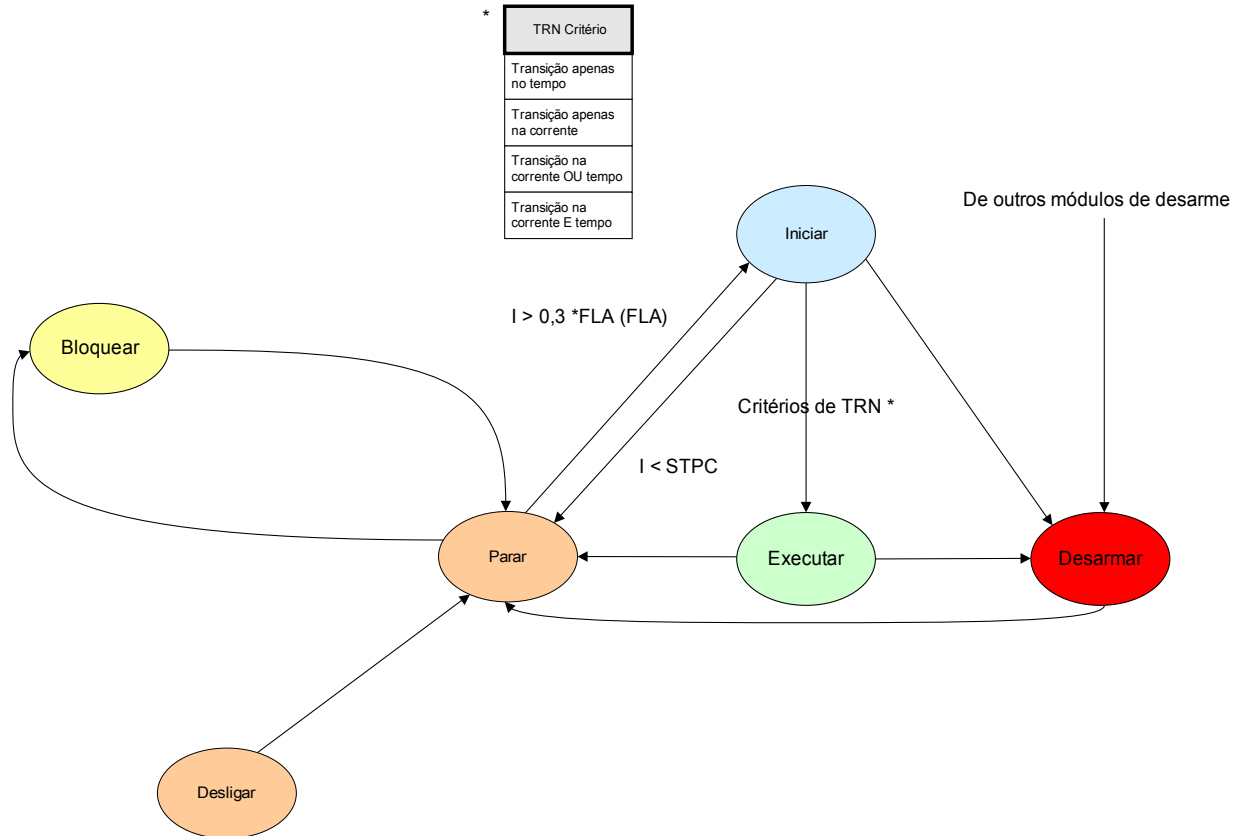 *
TRN Critério
Transição apenas
no tempo
Transição apenas
na corrente
Transição na
corrente OU tempo
Transição na
corrente E tempo
De outros módulos de desarme
Iniciar
I > 0,3 *FLA (FLA)
Bloquear
Critérios de TRN *
I < STPC
Parar
Executar
Desarmar
Desligar